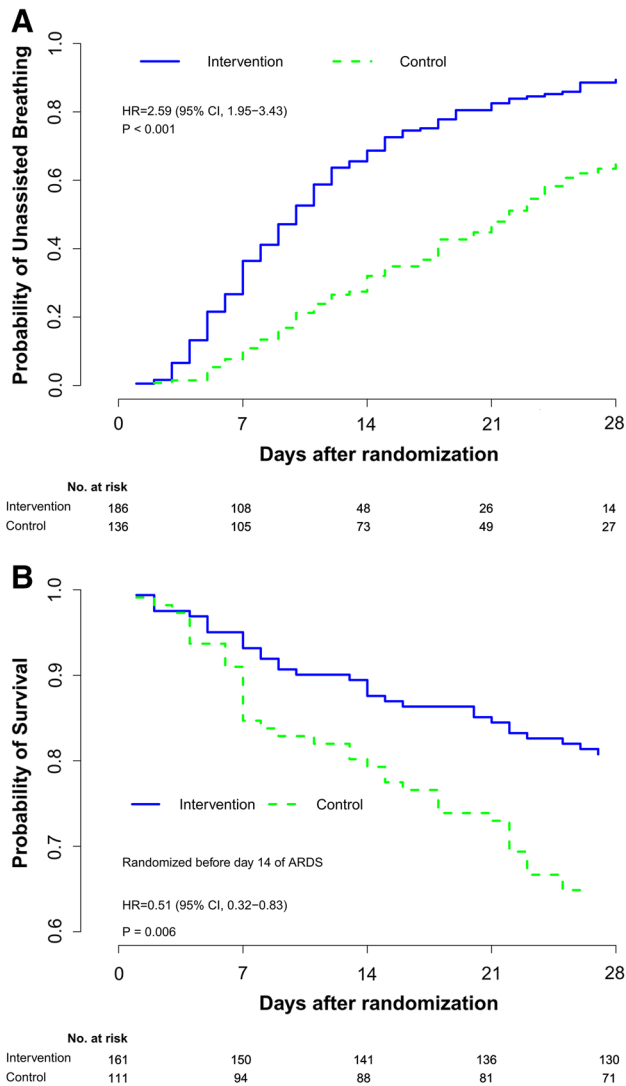 A
Probability of Unassisted Breathing
1.0
0.8
0.6
0.4
0.2
0.0
Intervention Control
HR=2.59 (95% CI, 1.95−3.43)
P < 0.001
0 7 14 21 28
Days after randomization
No. at risk
Intervention 186 108 48 26 14
Control 136 105 73 49 27
B
Probability of Survival
1.0
0.9
0.8
0.7
0.6
Intervention Control
Randomized before day 14 of ARDS
HR=0.51 (95% CI, 0.32−0.83)
P = 0.006
0 7 14 21 28
Days after randomization
No. at risk
Intervention 161 150 141 136 130
Control 111 94 88 81 71